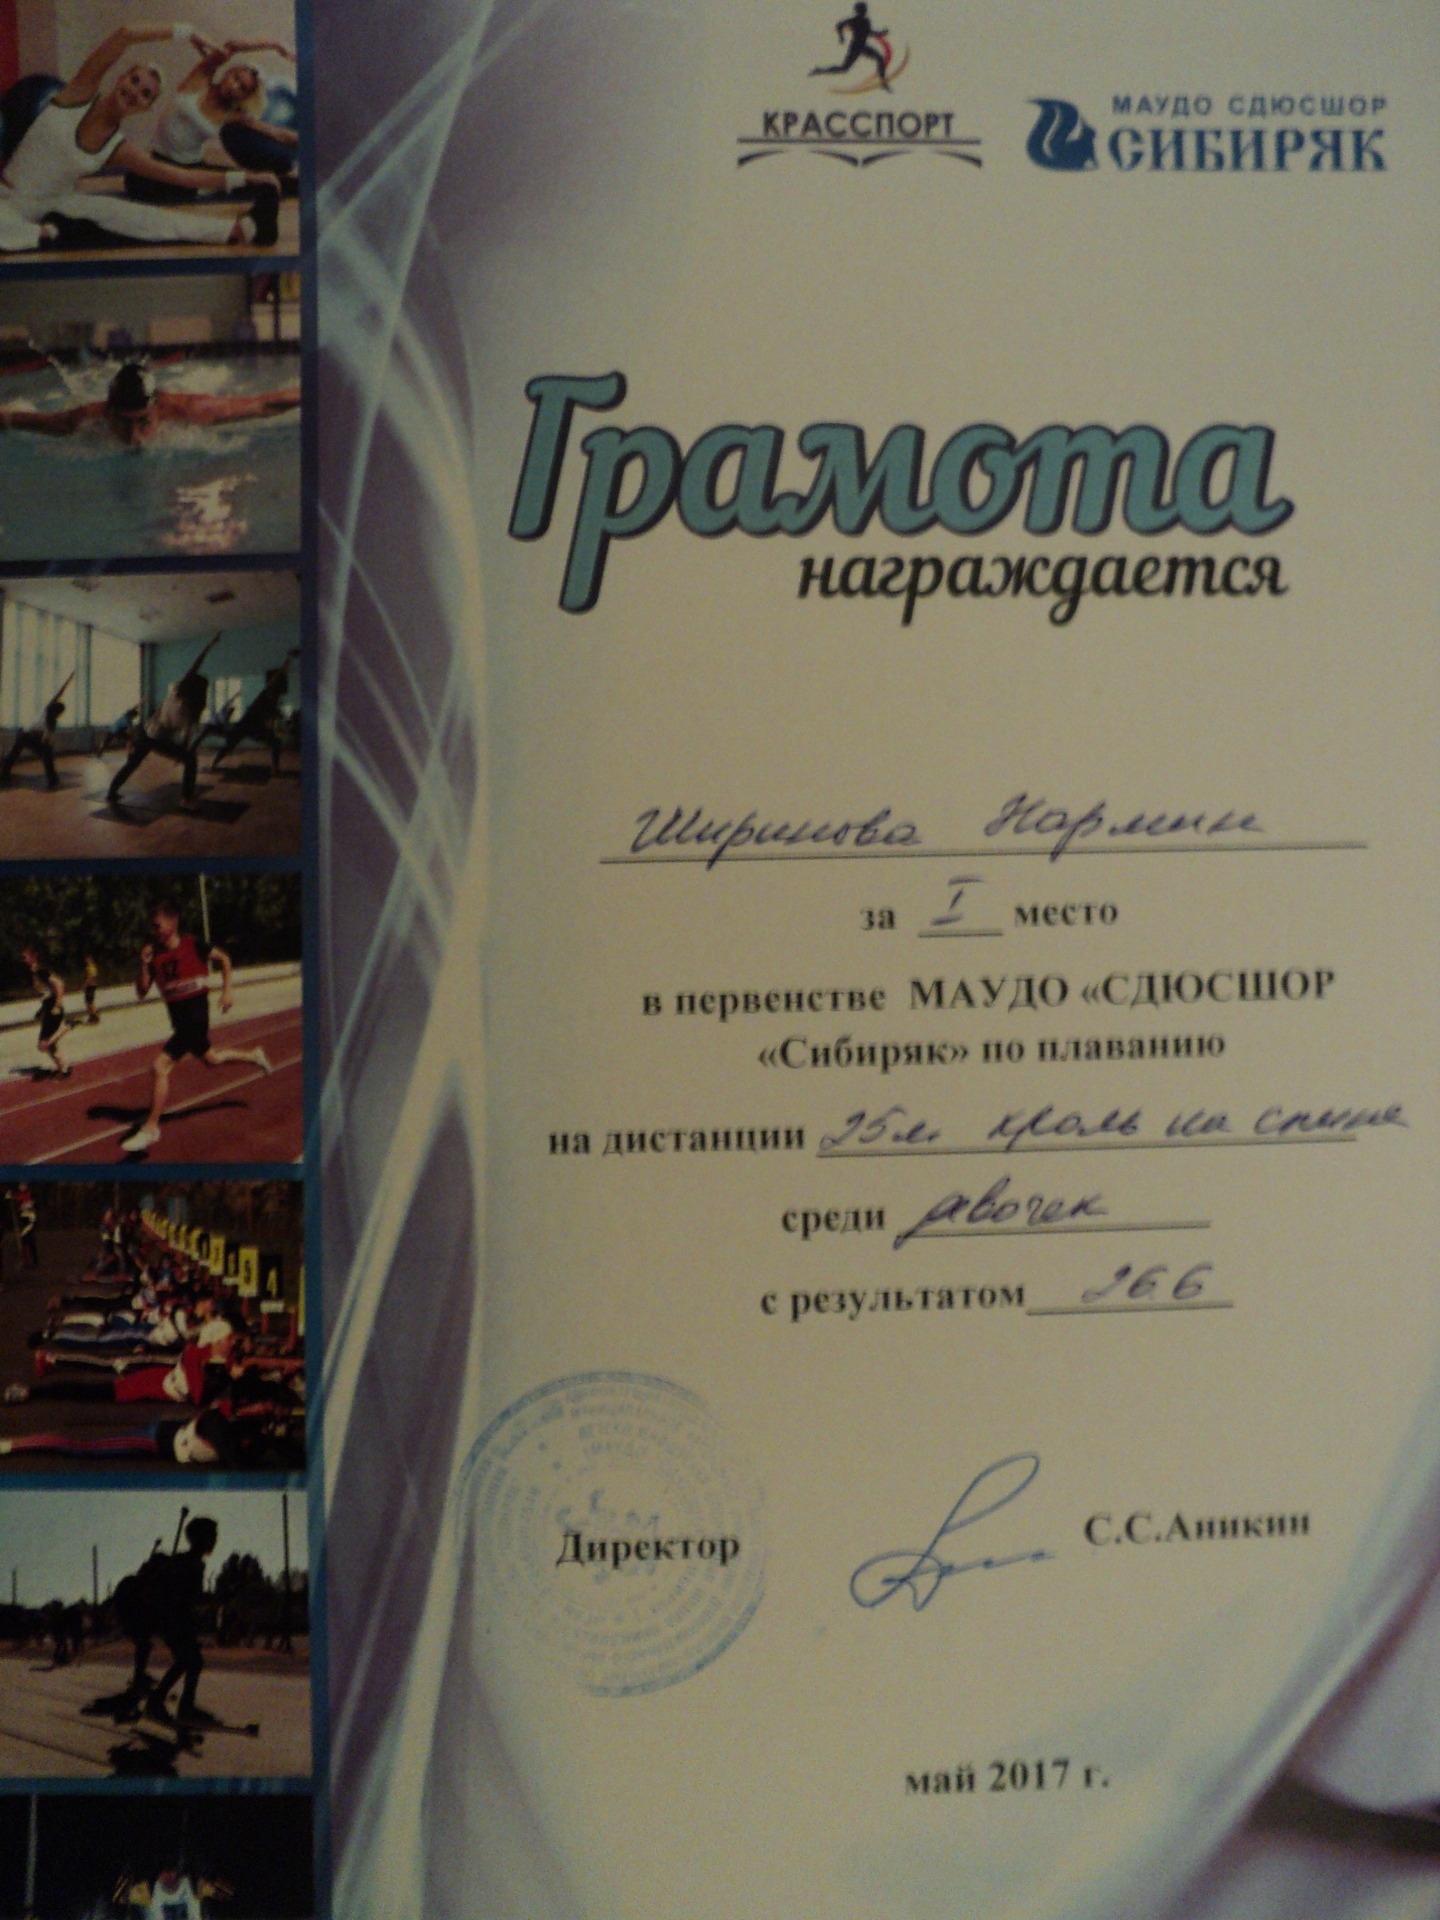 КРАССПОРТ
МАУДО СДЮСШОР
СИБИРЯК
Грамота
награждается
Ширинова Нармин
за I место
в первенстве МАУДО «СДЮСШОР
«Сибиряк» по плаванию
на дистанции 25м. кроль на спине
среди девочек
с результатом 26 6
Директор С.С.Аникин
май 2017 г.